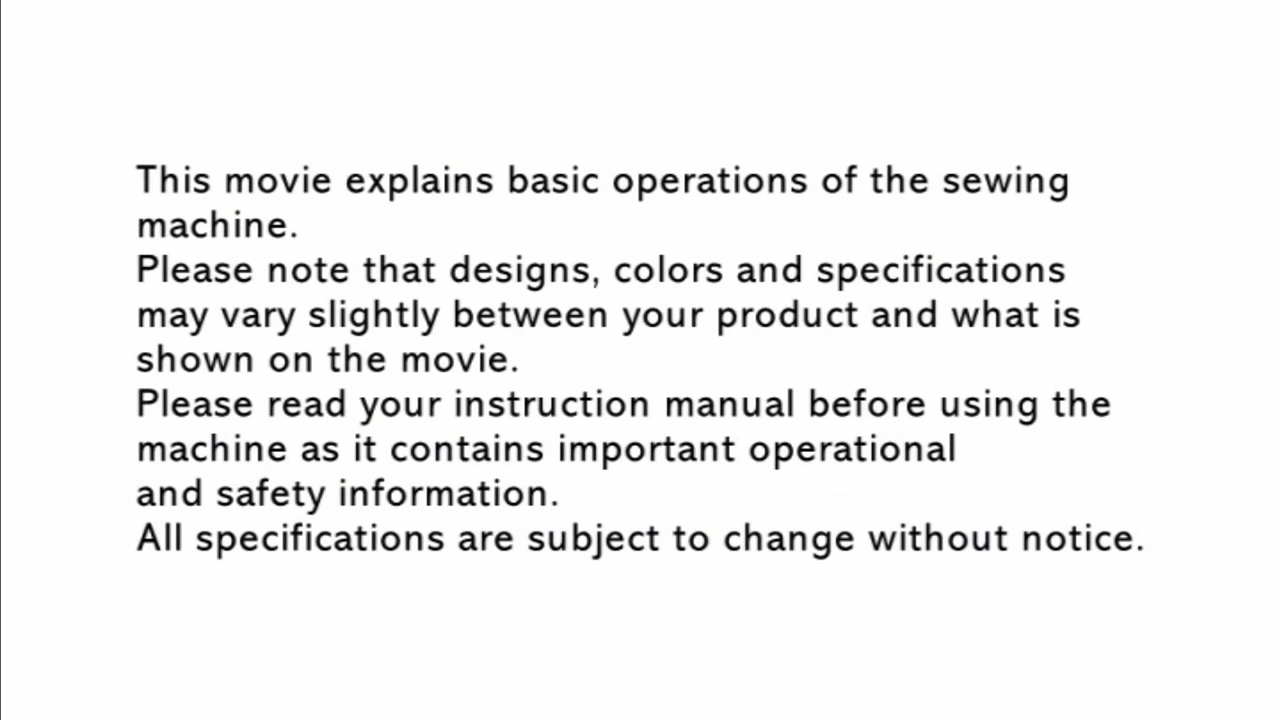 This movie explains basic operations of the sewing
machine.
Please note that designs, colors and specifications
may vary slightly between your product and what is
shown on the movie.
Please read your instruction manual before using the
machine as it contains important operational
and safety information.
All specifications are subject to change without notice.